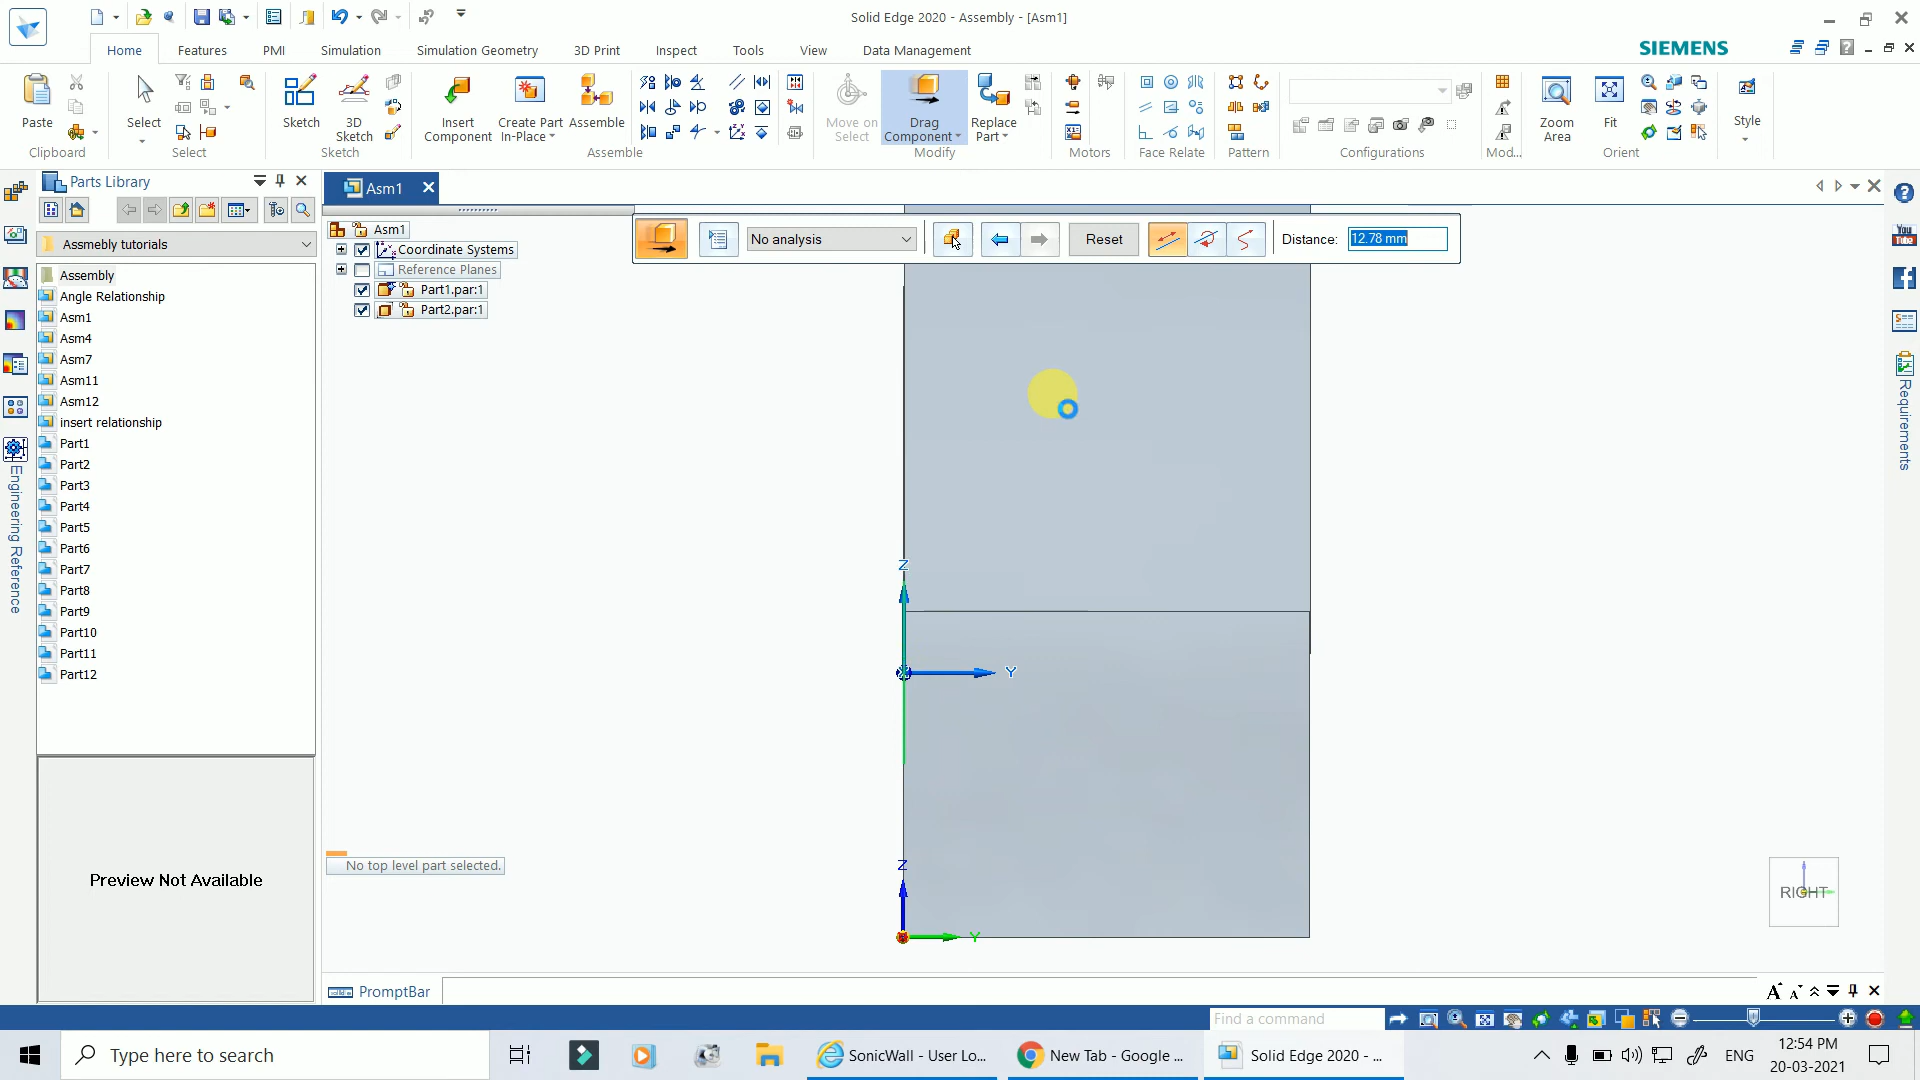 Solid Edge 2020 - Assembly - [Asm1]
Home
Features
PMI
Simulation
Simulation Geometry
3D Print
Inspect
Tools
View
Data Management
SIEMENS
Paste
Select
Sketch
3D
Sketch
Insert
Component
Create Part
In-Place
Assemble
Move on
Select
Drag
Component
Replace
Part
Zoom
Area
Fit
Style
Clipboard
Select
Sketch
Assemble
Modify
Motors
Face Relate
Pattern
Configurations
Mod...
Orient
Parts Library
Asm1
Assmebly tutorials
Assembly
Angle Relationship
Asm1
Asm4
Asm7
Asm11
Asm12
insert relationship
Part1
Part2
Part3
Part4
Part5
Part6
Part7
Part8
Part9
Part10
Part11
Part12
Preview Not Available
Engineering Reference
Asm1
Coordinate Systems
Reference Planes
Part1.par:1
Part2.par:1
No analysis
Reset
Distance:
12.78 mm
Z
Y
Z
Y
No top level part selected.
RIGHT
You
Tube
Requirements
PromptBar
Find a command
Type here to search
SonicWall - User Lo...
New Tab - Google ...
Solid Edge 2020 - ...
ENG
12:54 PM
20-03-2021